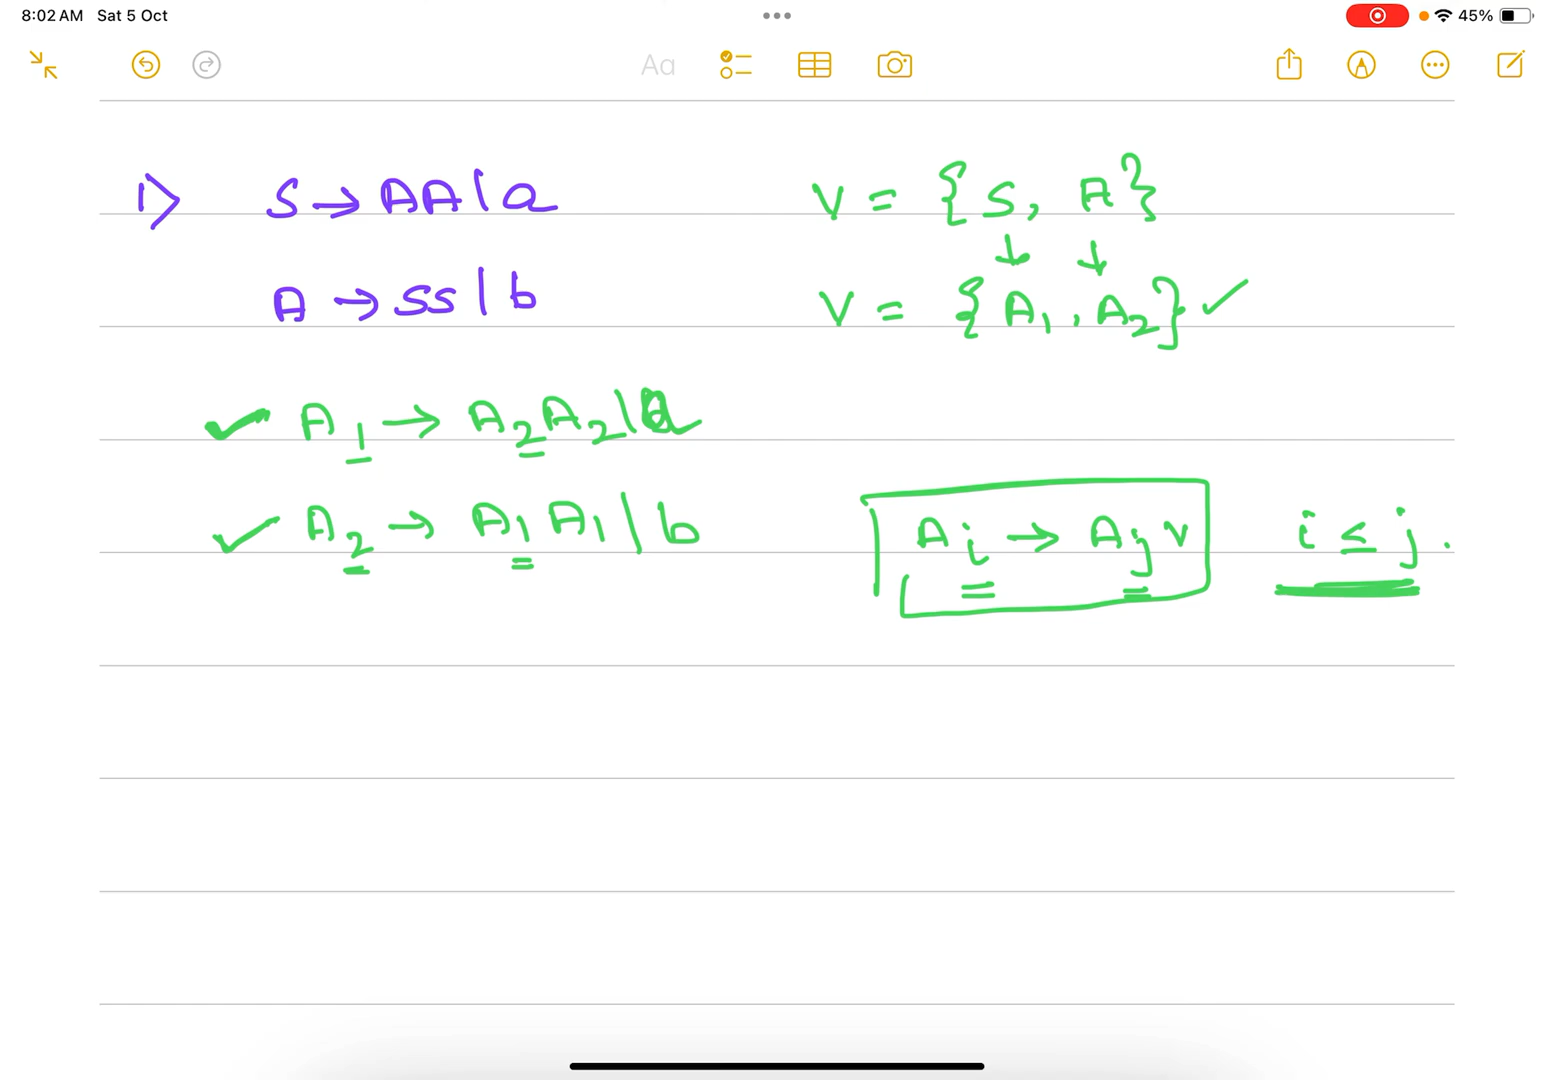 8:02 AM Sat 5 Oct
45%
Aa
1> S → AA | a
V = {S, A}
↓ ↓
A → SS | b
V = {A₁, A₂} ✓
✓ A₁ → A₂A₂ | a
✓ A₂ → A₁A₁ | b
Aᵢ → Aⱼ V
i ≤ j.